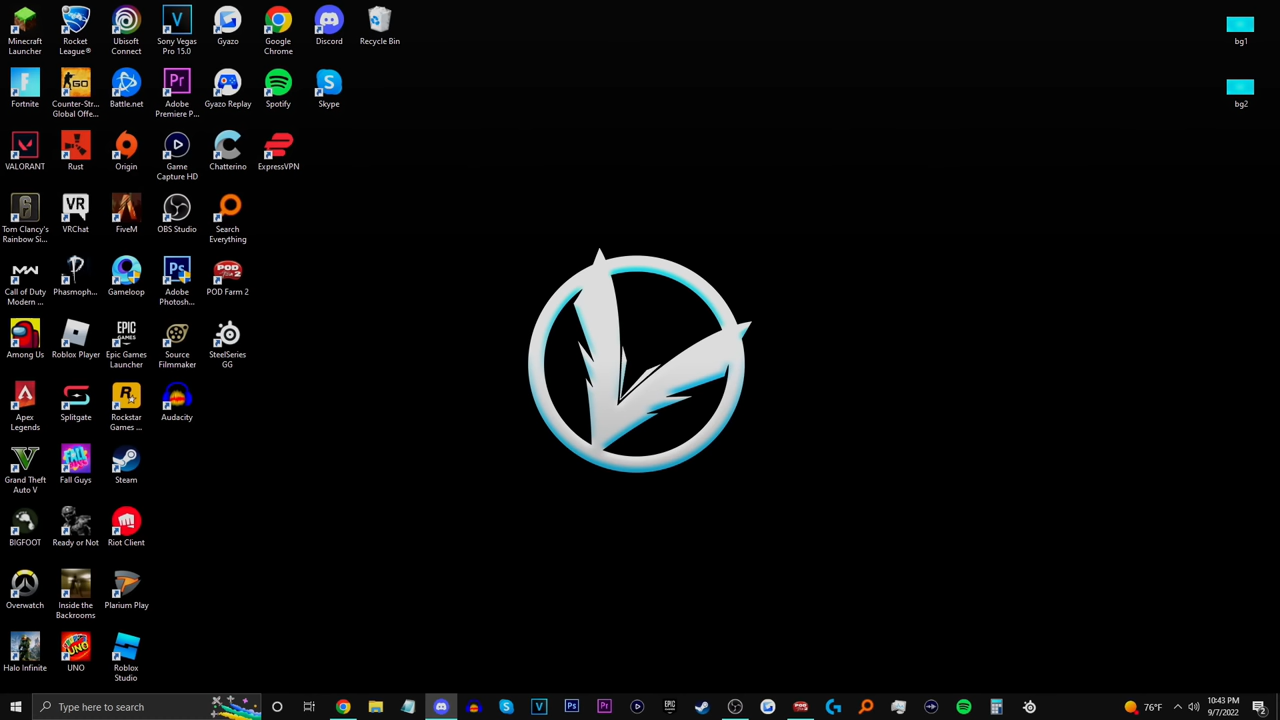 Minecraft
Launcher
Rocket
League®
Ubisoft
Connect
Sony Vegas
Pro 15.0
Gyazo
Google
Chrome
Discord
Recycle Bin
bg1
Fortnite
Counter-Str...
Global Offe...
Battle.net
Adobe
Premiere P...
Gyazo Replay
Spotify
Skype
bg2
VALORANT
Rust
Origin
Game
Capture HD
Chatterino
ExpressVPN
Tom Clancy's
Rainbow Si...
VR
VRChat
FiveM
OBS Studio
Search
Everything
Call of Duty
Modern ...
Phasmoph...
Gameloop
Adobe
Photosh...
POD Farm 2
Among Us
Roblox Player
Epic Games
Launcher
Source
Filmmaker
SteelSeries
GG
Apex
Legends
Splitgate
Rockstar
Games ...
Audacity
Grand Theft
Auto V
Fall Guys
Steam
BIGFOOT
Ready or Not
Riot Client
Overwatch
Inside the
Backrooms
Plarium Play
Halo Infinite
UNO
Roblox
Studio
Type here to search
76°F
10:43 PM
9/7/2022